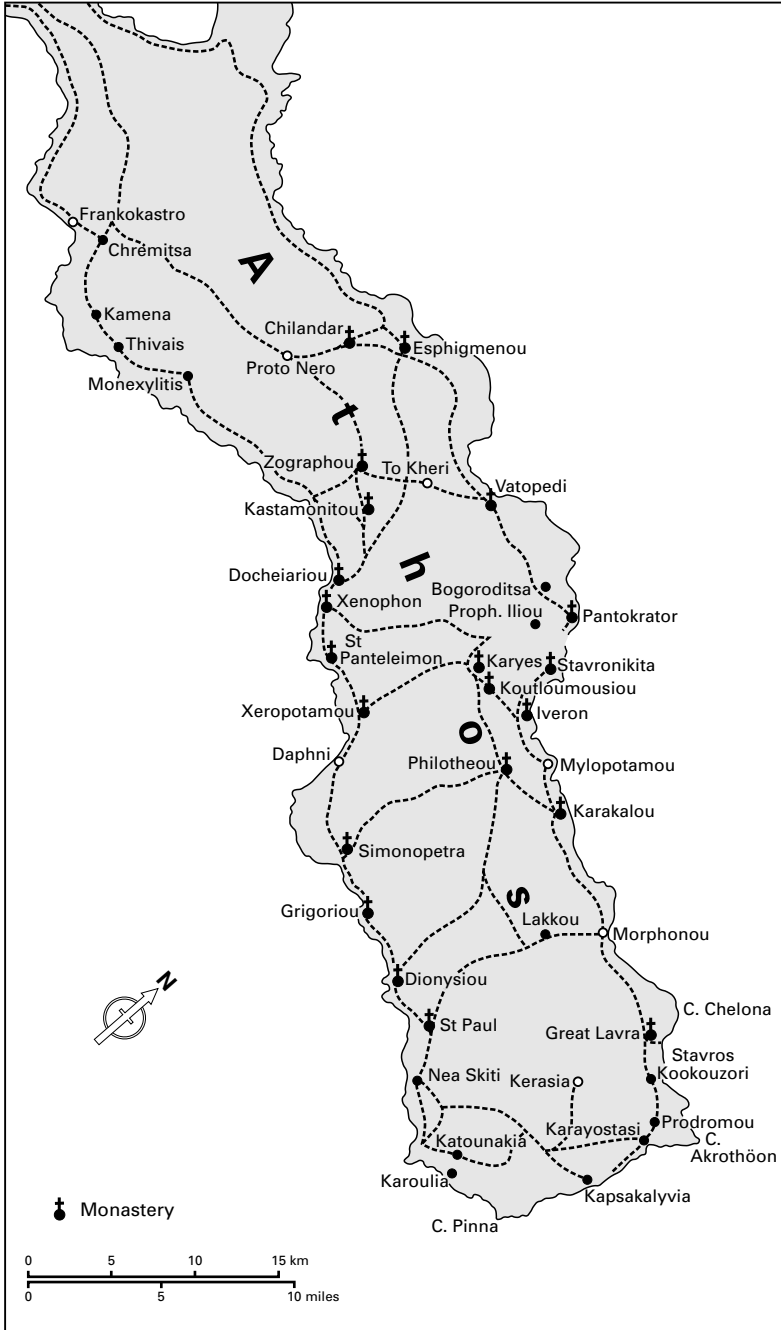 Frankokastro
Chremitsa
A
Kamena
Chilandar
Thivais
Esphigmenou
Proto Nero
Monexylitis
t
Zographou
To Kheri
Vatopedi
Kastamonitou
h
Docheiariou
Bogoroditsa
Xenophon
Proph. Iliou
Pantokrator
St
Panteleimon
Karyes
Stavronikita
Koutloumousiou
Xeropotamou
Iveron
o
Daphni
Philotheou
Mylopotamou
Karakalou
Simonopetra
s
Grigoriou
Lakkou
Morphonou
N
Dionysiou
C. Chelona
St Paul
Great Lavra
Stavros
Kookouzori
Nea Skiti
Kerasia
Prodromou
Karayostasi
C.
Akrothöon
Katounakia
Karoulia
Kapsakalyvia
C. Pinna
Monastery
0 5 10 15 km
0 5 10 miles